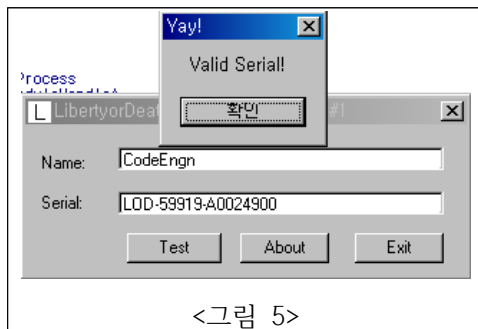 Yay!
Valid Serial!
확인
Process
LibertyorDeat
#1
Name:
CodeEngn
Serial:
LOD-59919-A0024900
Test
About
Exit
<그림 5>